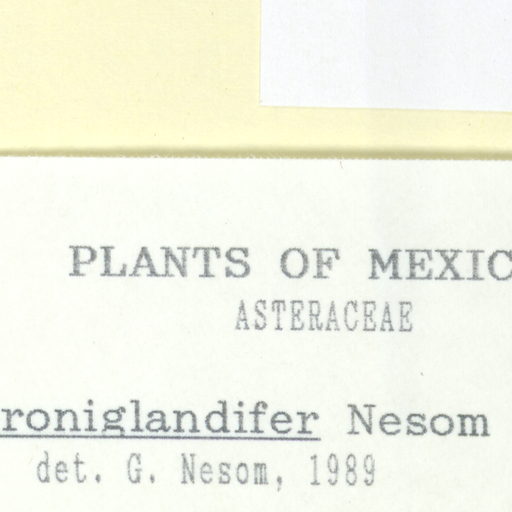 PLANTS OF MEXIC
ASTERACEAE
roniglandifer Nesom
det. G. Nesom, 1989